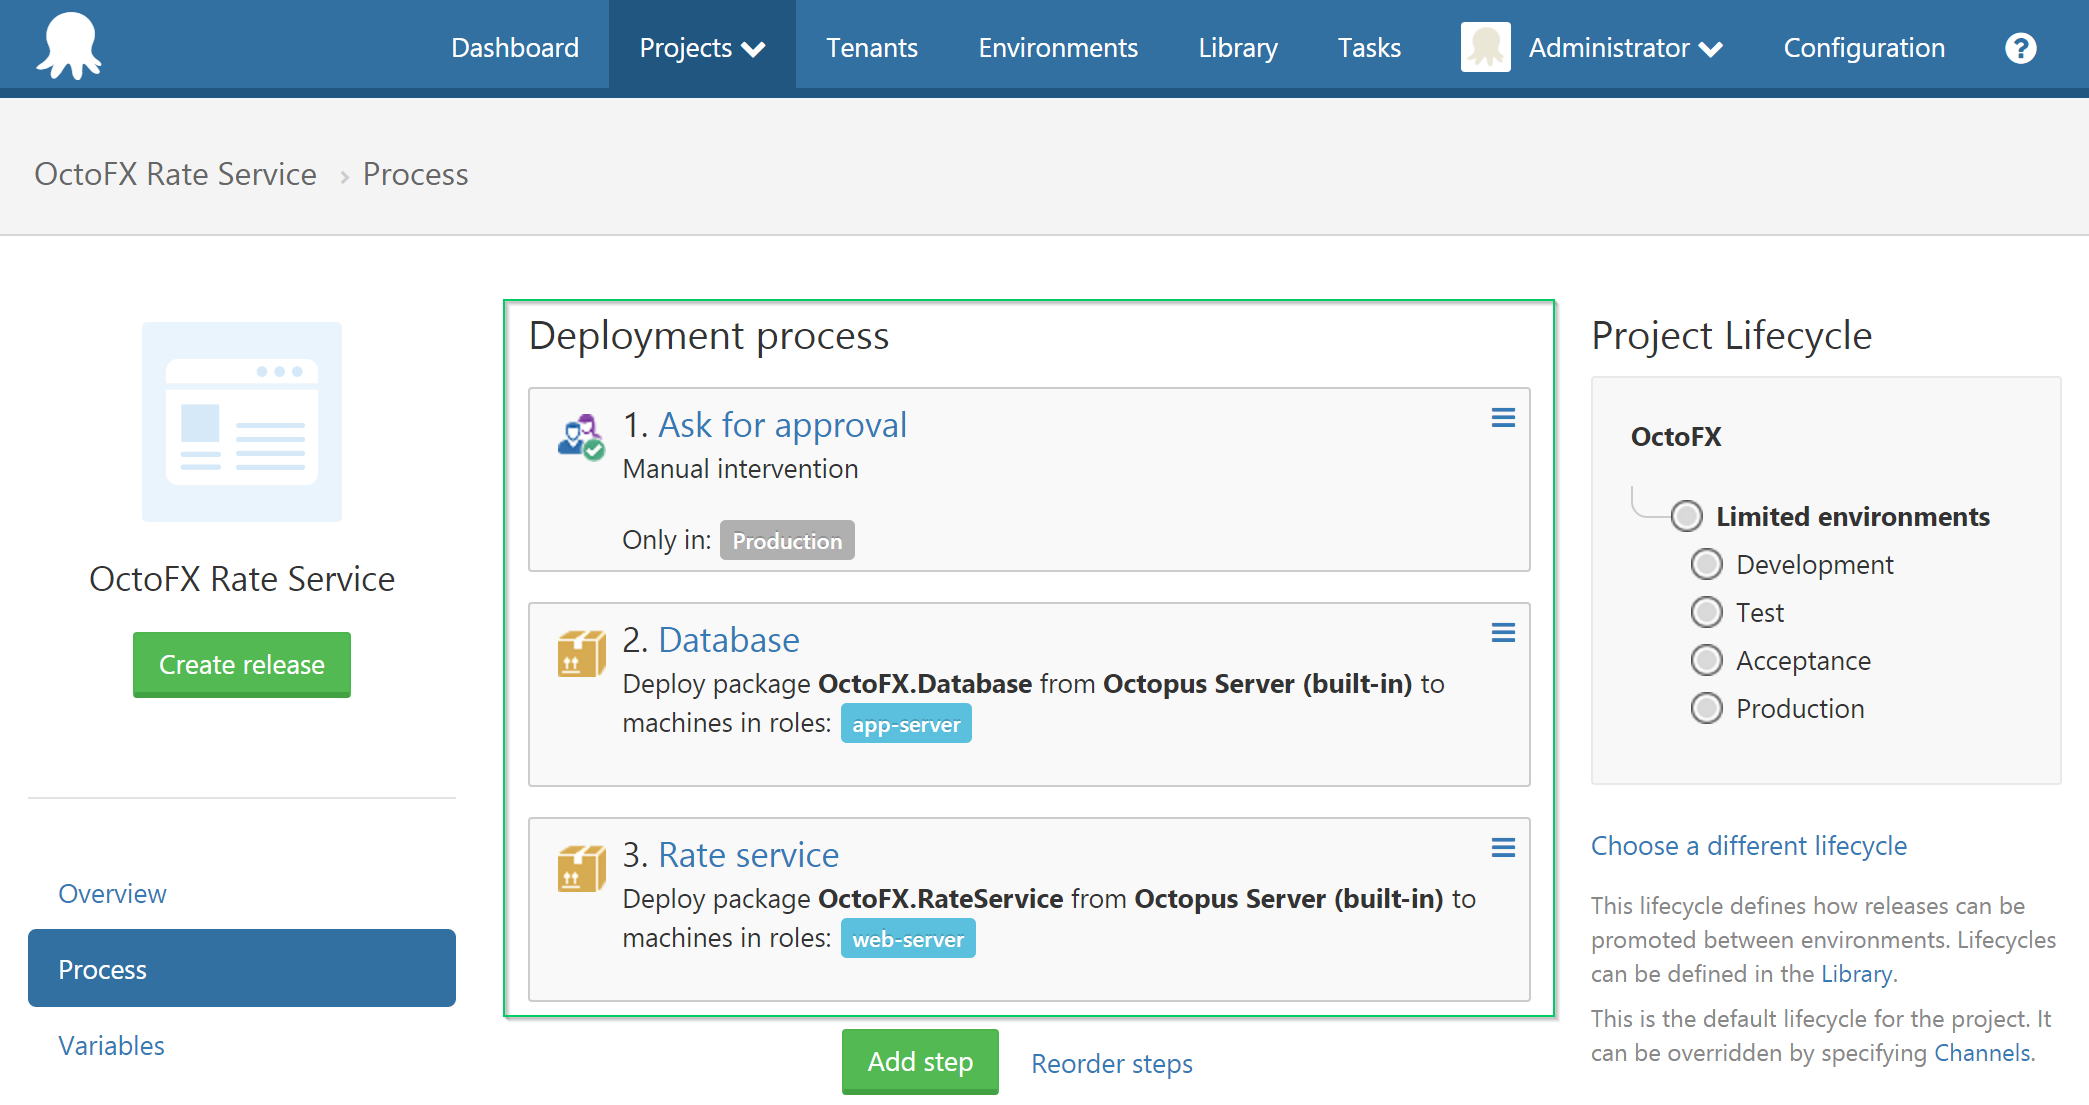 Dashboard
Projects
Tenants
Environments
Library
Tasks
Administrator
Configuration
?
OctoFX Rate Service › Process
OctoFX Rate Service
Create release
Overview
Process
Variables
Deployment process
1. Ask for approval
Manual intervention
Only in: Production
2. Database
Deploy package OctoFX.Database from Octopus Server (built-in) to
machines in roles: app-server
3. Rate service
Deploy package OctoFX.RateService from Octopus Server (built-in) to
machines in roles: web-server
Add step
Reorder steps
Project Lifecycle
OctoFX
Limited environments
Development
Test
Acceptance
Production
Choose a different lifecycle
This lifecycle defines how releases can be
promoted between environments. Lifecycles
can be defined in the Library.
This is the default lifecycle for the project. It
can be overridden by specifying Channels.